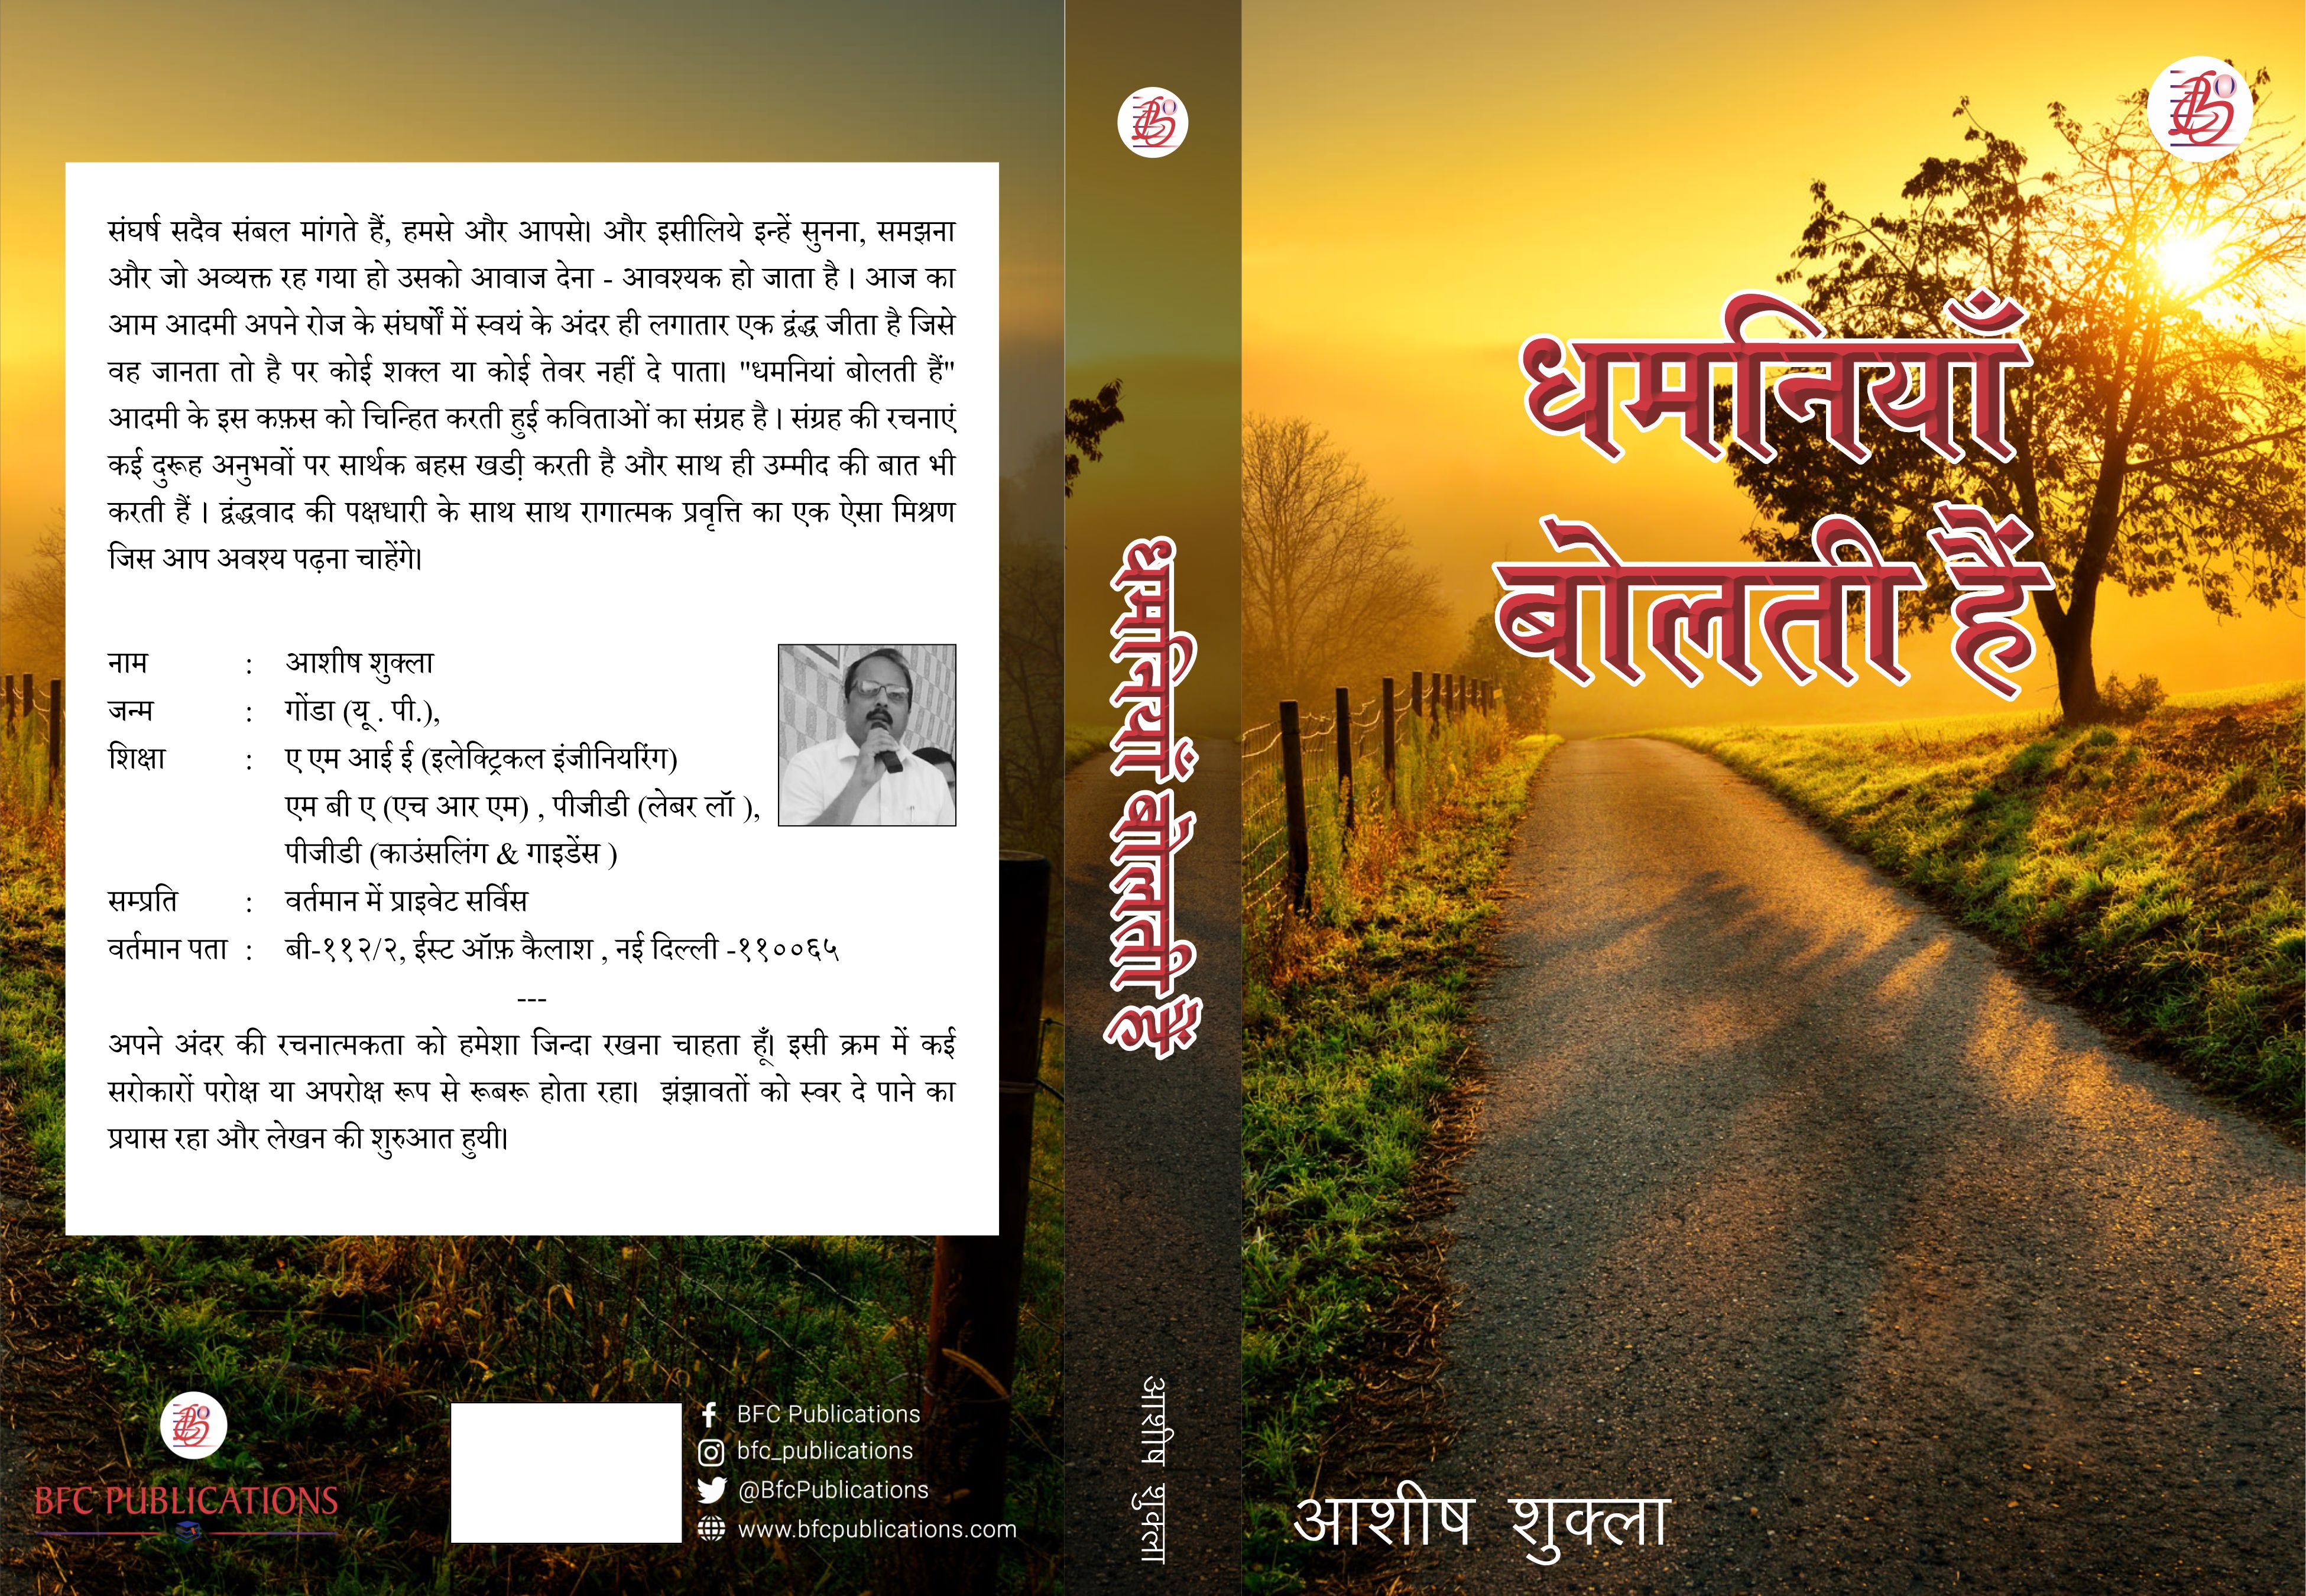 संघर्ष सदैव संबल मांगते हैं, हमसे और आपसे। और इसीलिये इन्हें सुनना, समझना
और जो अव्यक्त रह गया हो उसको आवाज देना - आवश्यक हो जाता है। आज का
आम आदमी अपने रोज के संघर्षों में स्वयं के अंदर ही लगातार एक द्वंद्ध जीता है जिसे
वह जानता तो है पर कोई शक्ल या कोई तेवर नहीं दे पाता। "धमनियां बोलती हैं"
आदमी के इस कफ़स को चिन्हित करती हुई कविताओं का संग्रह है। संग्रह की रचनाएं
कई दुरूह अनुभवों पर सार्थक बहस खडी़ करती है और साथ ही उम्मीद की बात भी
करती हैं। द्वंद्धवाद की पक्षधारी के साथ साथ रागात्मक प्रवृत्ति का एक ऐसा मिश्रण
जिस आप अवश्य पढ़ना चाहेंगे।
नाम : आशीष शुक्ला
जन्म : गोंडा (यू . पी.),
शिक्षा : ए एम आई ई (इलेक्ट्रिकल इंजीनियरिंग)
एम बी ए (एच आर एम) , पीजीडी (लेबर लॉ ),
पीजीडी (काउंसलिंग & गाइडेंस )
सम्प्रति : वर्तमान में प्राइवेट सर्विस
वर्तमान पता : बी-११२/२, ईस्ट ऑफ़ कैलाश , नई दिल्ली -११००६५
---
अपने अंदर की रचनात्मकता को हमेशा जिन्दा रखना चाहता हूँ। इसी क्रम में कई
सरोकारों परोक्ष या अपरोक्ष रूप से रूबरू होता रहा। झंझावतों को स्वर दे पाने का
प्रयास रहा और लेखन की शुरुआत हुयी।
BFC PUBLICATIONS
BFC Publications
bfc_publications
@BfcPublications
www.bfcpublications.com
धमनियाँ बोलती हैं
आशीष शुक्ला
धमनियाँ
बोलती हैं
आशीष शुक्ला